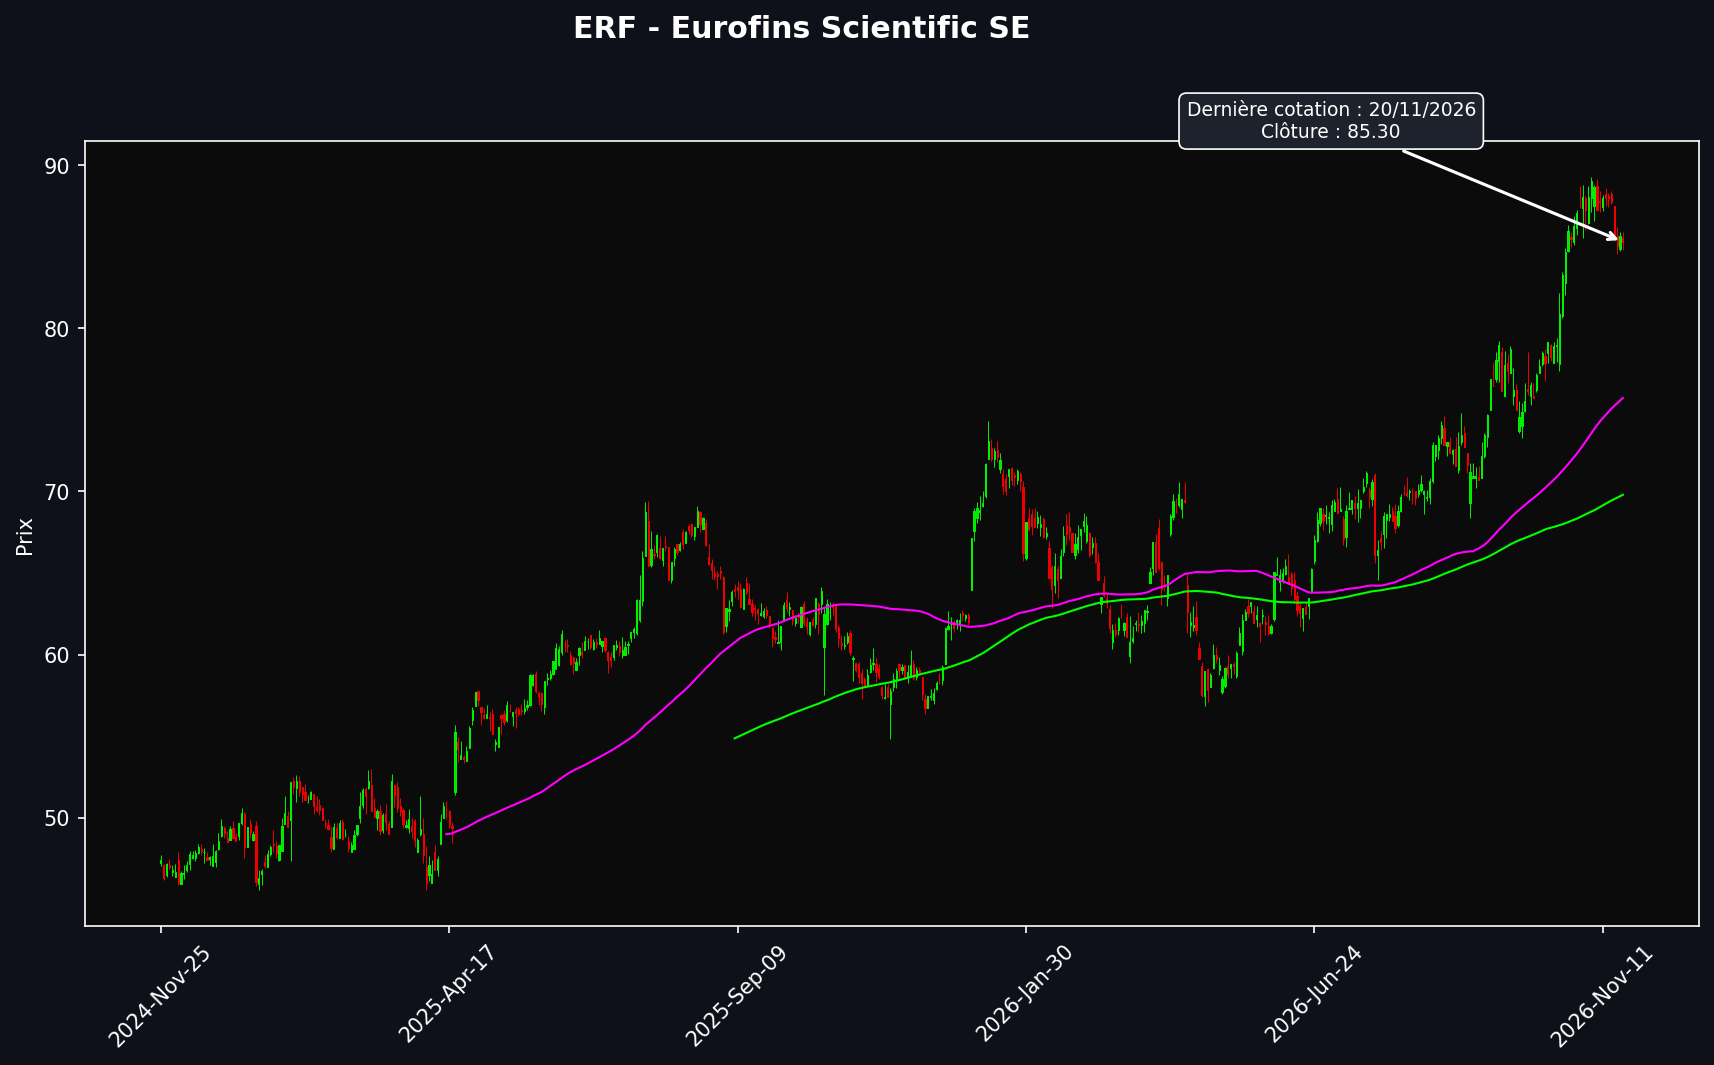 ERF - Eurofins Scientific SE
Dernière cotation : 20/11/2026
Clôture : 85.30
90
80
70
60
50
Prix
2024-Nov-25
2025-Apr-17
2025-Sep-09
2026-Jan-30
2026-Jun-24
2026-Nov-11